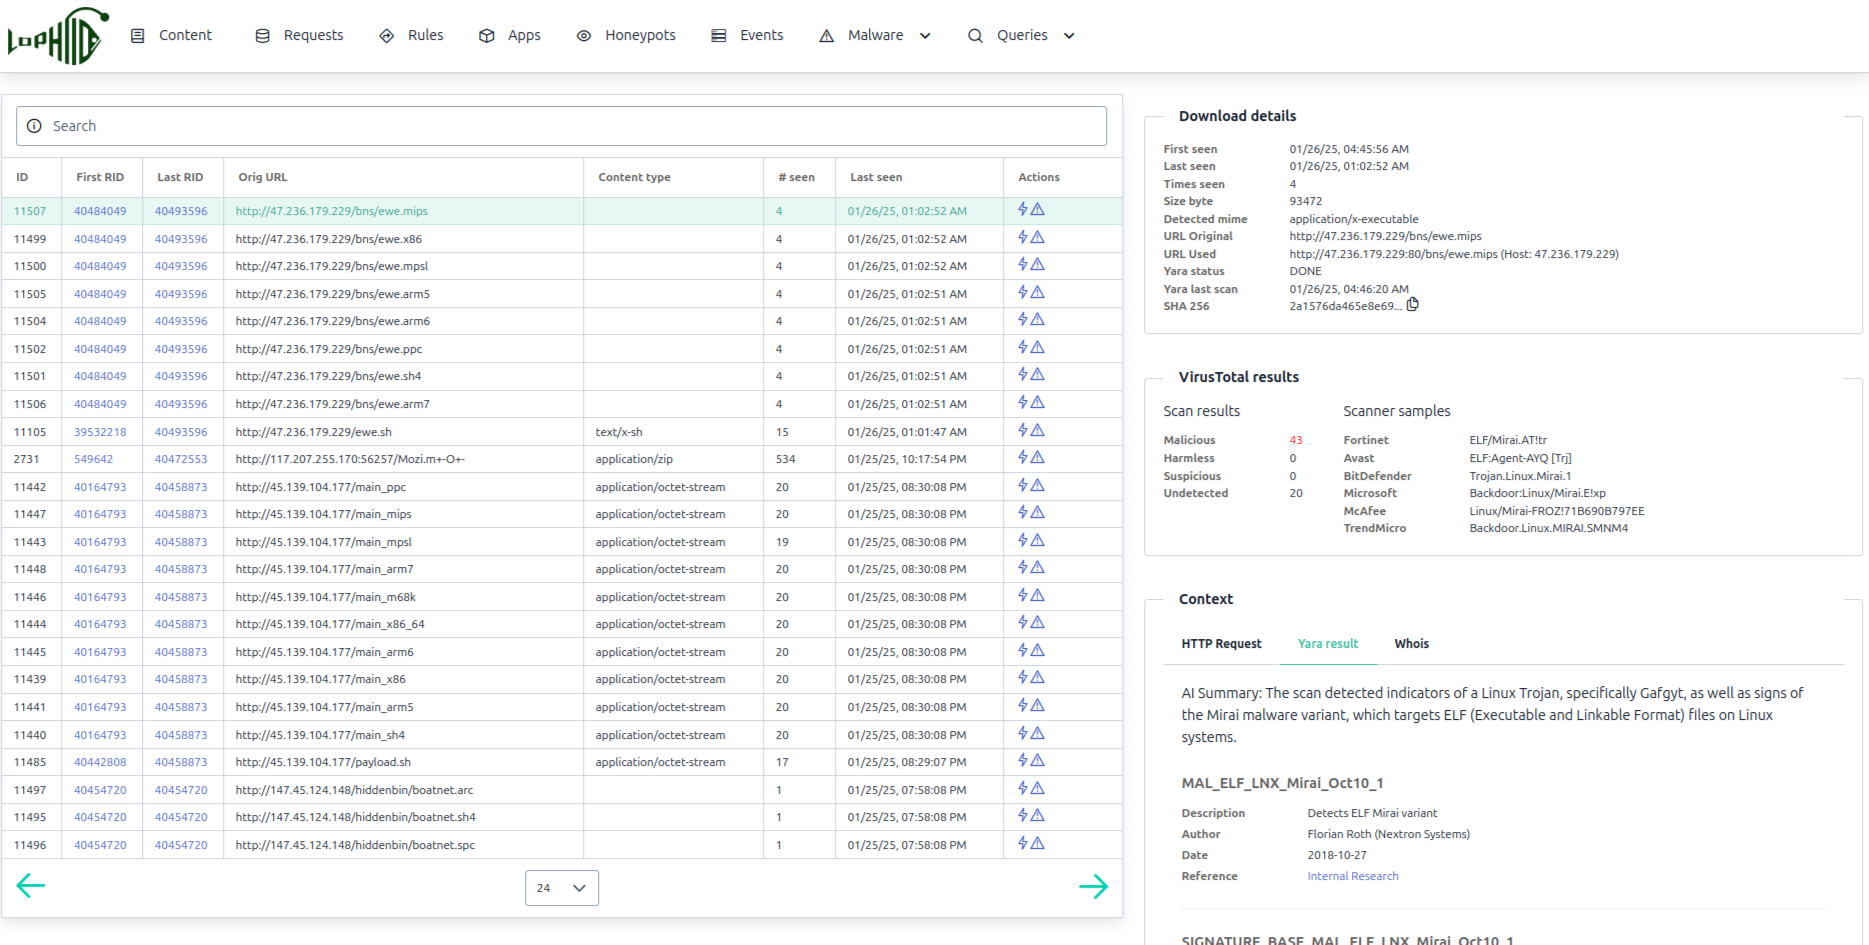 LopHIID
Content Requests Rules Apps Honeypots Events Malware Queries
Search
ID First RID Last RID Orig URL Content type # seen Last seen Actions
11507 40484049 40493596 http://47.236.179.229/bns/ewe.mips 4 01/26/25, 01:02:52 AM
11499 40484049 40493596 http://47.236.179.229/bns/ewe.x86 4 01/26/25, 01:02:52 AM
11500 40484049 40493596 http://47.236.179.229/bns/ewe.mpsl 4 01/26/25, 01:02:52 AM
11505 40484049 40493596 http://47.236.179.229/bns/ewe.arm5 4 01/26/25, 01:02:51 AM
11504 40484049 40493596 http://47.236.179.229/bns/ewe.arm6 4 01/26/25, 01:02:51 AM
11502 40484049 40493596 http://47.236.179.229/bns/ewe.ppc 4 01/26/25, 01:02:51 AM
11501 40484049 40493596 http://47.236.179.229/bns/ewe.sh4 4 01/26/25, 01:02:51 AM
11506 40484049 40493596 http://47.236.179.229/bns/ewe.arm7 4 01/26/25, 01:02:51 AM
11105 39532218 40493596 http://47.236.179.229/ewe.sh text/x-sh 15 01/26/25, 01:01:47 AM
2731 549642 40472553 http://117.207.255.170:56257/Mozi.m+-O+- application/zip 534 01/25/25, 10:17:54 PM
11442 40164793 40458873 http://45.139.104.177/main_ppc application/octet-stream 20 01/25/25, 08:30:08 PM
11447 40164793 40458873 http://45.139.104.177/main_mips application/octet-stream 20 01/25/25, 08:30:08 PM
11443 40164793 40458873 http://45.139.104.177/main_mpsl application/octet-stream 19 01/25/25, 08:30:08 PM
11448 40164793 40458873 http://45.139.104.177/main_arm7 application/octet-stream 20 01/25/25, 08:30:08 PM
11446 40164793 40458873 http://45.139.104.177/main_m68k application/octet-stream 20 01/25/25, 08:30:08 PM
11444 40164793 40458873 http://45.139.104.177/main_x86_64 application/octet-stream 20 01/25/25, 08:30:08 PM
11445 40164793 40458873 http://45.139.104.177/main_arm6 application/octet-stream 20 01/25/25, 08:30:08 PM
11439 40164793 40458873 http://45.139.104.177/main_x86 application/octet-stream 20 01/25/25, 08:30:08 PM
11441 40164793 40458873 http://45.139.104.177/main_arm5 application/octet-stream 20 01/25/25, 08:30:08 PM
11440 40164793 40458873 http://45.139.104.177/main_sh4 application/octet-stream 20 01/25/25, 08:30:08 PM
11485 40442808 40458873 http://45.139.104.177/payload.sh application/octet-stream 17 01/25/25, 08:29:07 PM
11497 40454720 40454720 http://147.45.124.148/hiddenbin/boatnet.arc 1 01/25/25, 07:58:08 PM
11495 40454720 40454720 http://147.45.124.148/hiddenbin/boatnet.sh4 1 01/25/25, 07:58:08 PM
11496 40454720 40454720 http://147.45.124.148/hiddenbin/boatnet.spc 1 01/25/25, 07:58:08 PM
24
Download details
First seen 01/26/25, 04:45:56 AM
Last seen 01/26/25, 01:02:52 AM
Times seen 4
Size byte 93472
Detected mime application/x-executable
URL Original http://47.236.179.229/bns/ewe.mips
URL Used http://47.236.179.229:80/bns/ewe.mips (Host: 47.236.179.229)
Yara status DONE
Yara last scan 01/26/25, 04:46:20 AM
SHA 256 2a1576da465e8e69...
VirusTotal results
Scan results Scanner samples
Malicious 43 Fortinet ELF/Mirai.AT!tr
Harmless 0 Avast ELF:Agent-AYQ [Trj]
Suspicious 0 BitDefender Trojan.Linux.Mirai.1
Undetected 20 Microsoft Backdoor:Linux/Mirai.E!xp
McAfee Linux/Mirai-FROZ!71B690B797EE
TrendMicro Backdoor.Linux.MIRAI.SMNM4
Context
HTTP Request Yara result Whois
AI Summary: The scan detected indicators of a Linux Trojan, specifically Gafgyt, as well as signs of
the Mirai malware variant, which targets ELF (Executable and Linkable Format) files on Linux
systems.
MAL_ELF_LNX_Mirai_Oct10_1
Description Detects ELF Mirai variant
Author Florian Roth (Nextron Systems)
Date 2018-10-27
Reference Internal Research
SIGNATURE_BASE_MAL_ELF_LNX_Mirai_Oct10_1